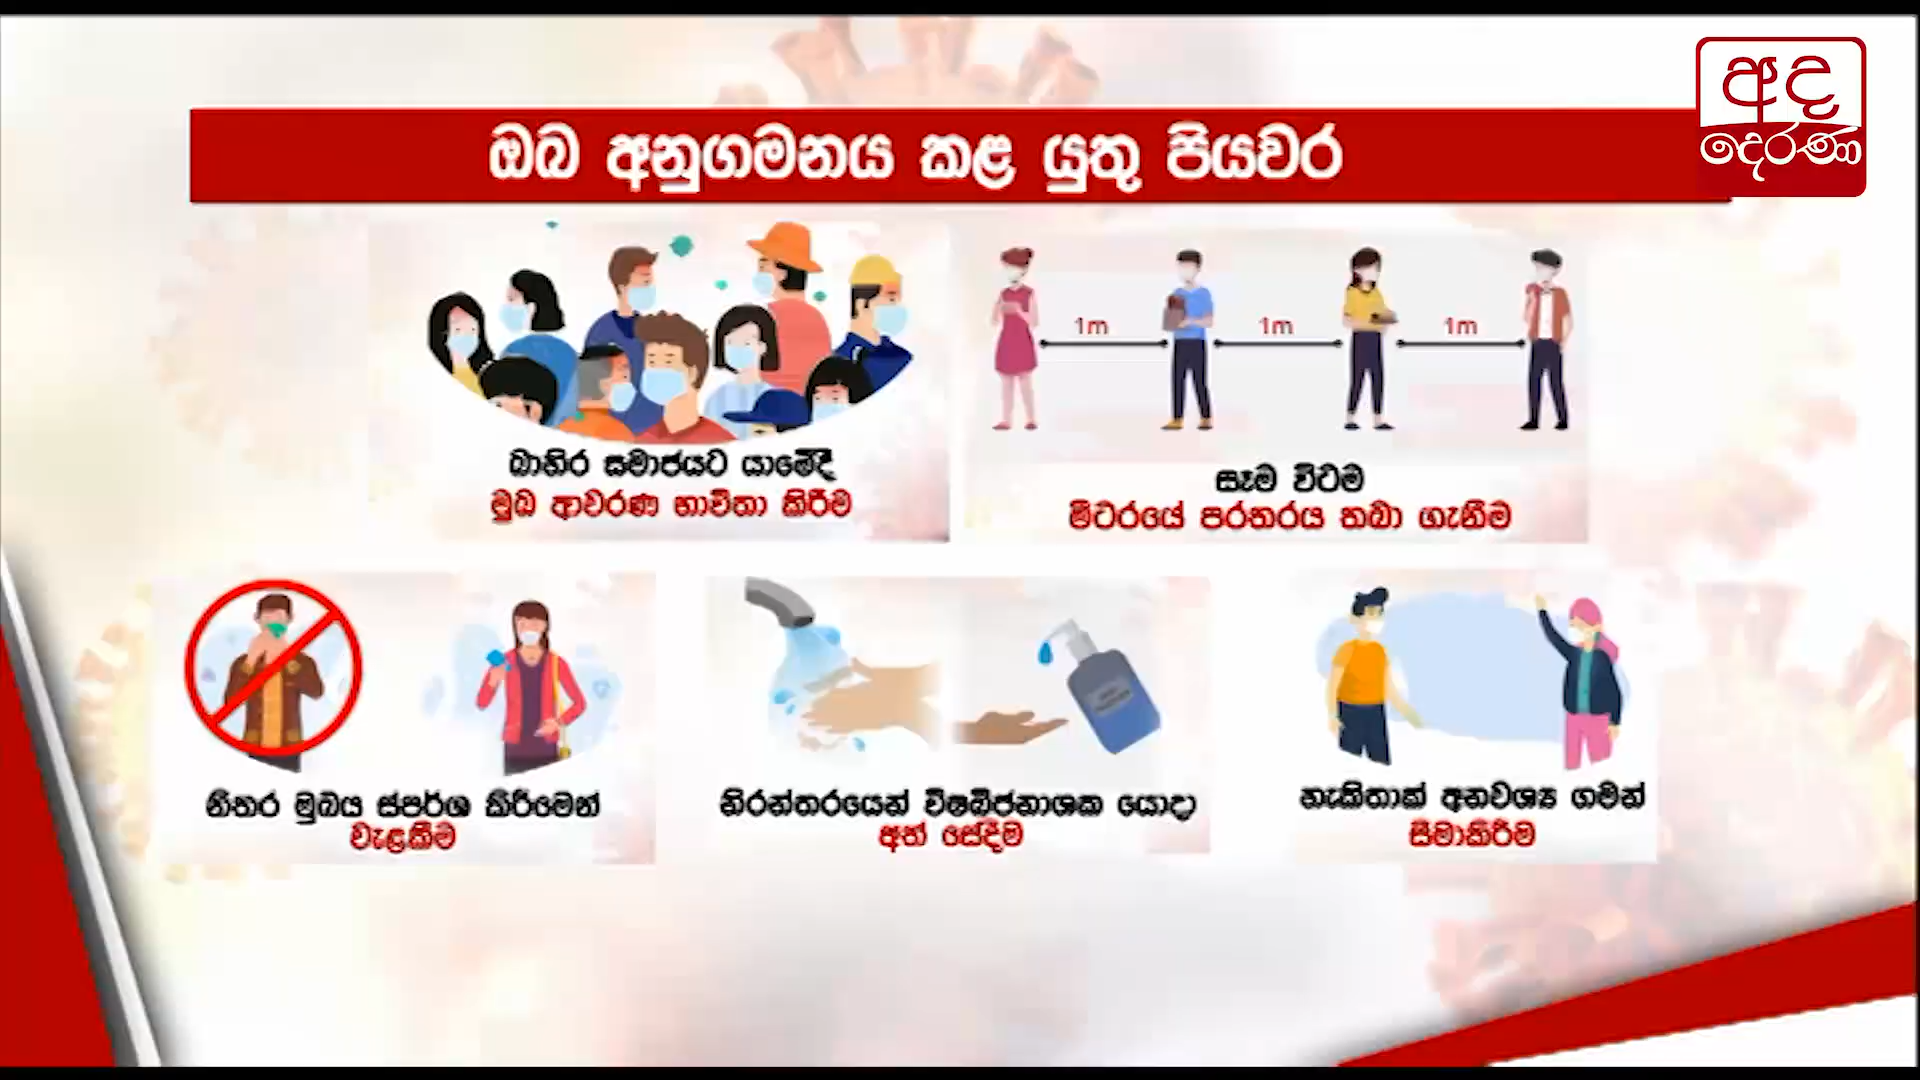 අද
දෙරණ
ඔබ අනුගමනය කළ යුතු පියවර
1m 1m 1m
බාහිර සමාජයට යාමේදී
මුඛ ආවරණ භාවිතා කිරීම
සෑම විටම
මීටරයේ පරතරය තබා ගැනීම
නිතර මුඛය ස්පර්ශ කිරීමෙන්
වැළකීම
නිරන්තරයෙන් විෂබීජනාශක යොදා
අත් සේදීම
හැකිතාක් අනවශ්‍ය ගමන්
සීමාකිරීම